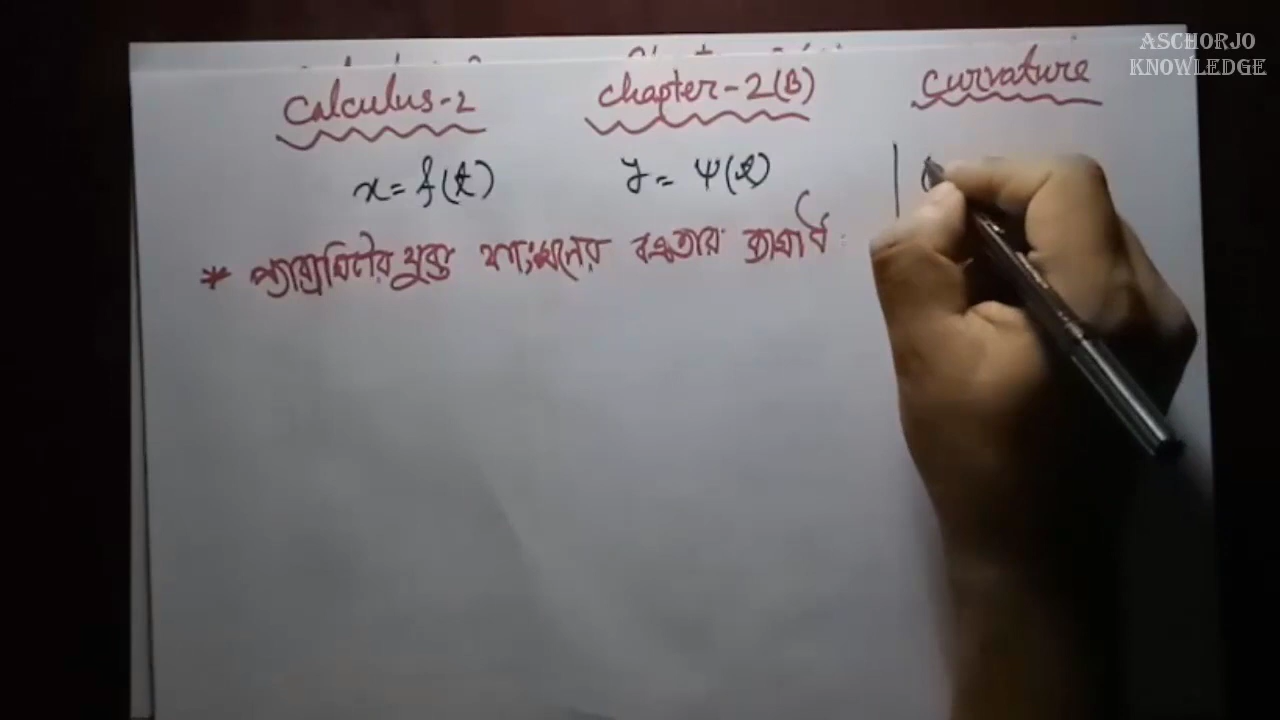 ASCHORJO
KNOWLEDGE
Calculus-2 Chapter-2(B) Curvature
x = f(t) y = ψ(t)
* প্যারামিটার যুক্ত ফাংশনের বক্রতার ব্যাসার্ধ :